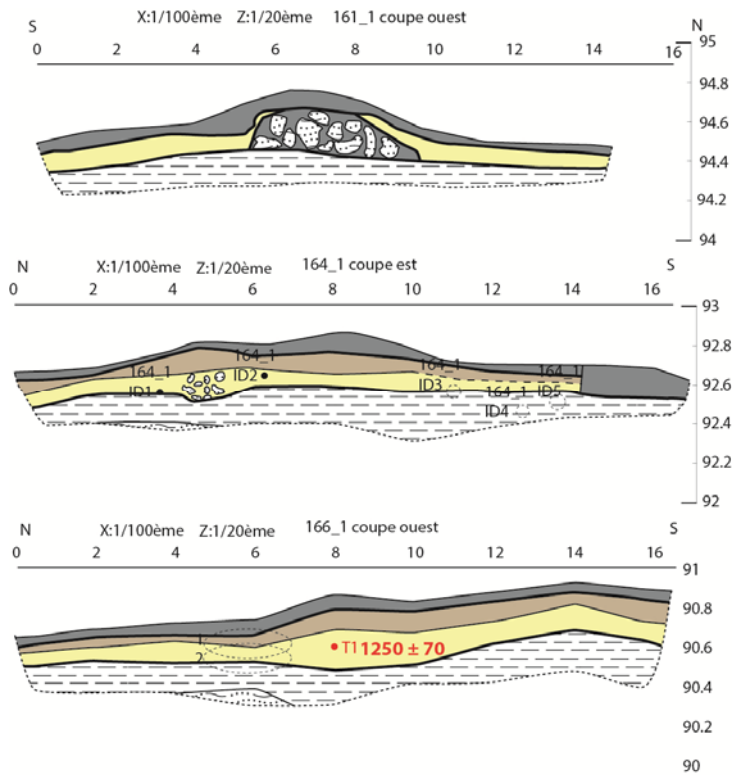 X:1/100ème Z:1/20ème 161_1 coupe ouest
S N
0 2 4 6 8 10 12 14 16
95
94.8
94.6
94.4
94.2
94
X:1/100ème Z:1/20ème 164_1 coupe est
N S
0 2 4 6 8 10 12 14 16
93
92.8
92.6
92.4
92.2
92
164_1
ID1
164_1
ID2
164_1
ID3
164_1
ID4
164_1
ID5
X:1/100ème Z:1/20ème 166_1 coupe ouest
N S
0 2 4 6 8 10 12 14 16
91
90.8
90.6
90.4
90.2
90
1
2
T1 1250 ± 70